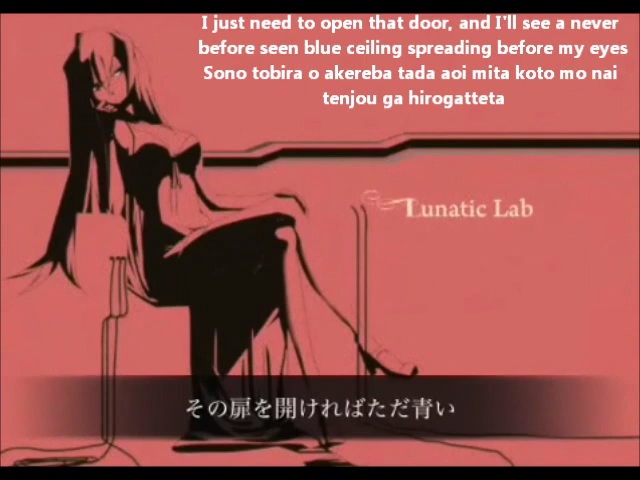 I just need to open that door, and I'll see a never
before seen blue ceiling spreading before my eyes
Sono tobira o akereba tada aoi mita koto mo nai
tenjou ga hirogatteta
Lunatic Lab
その扉を開ければただ青い